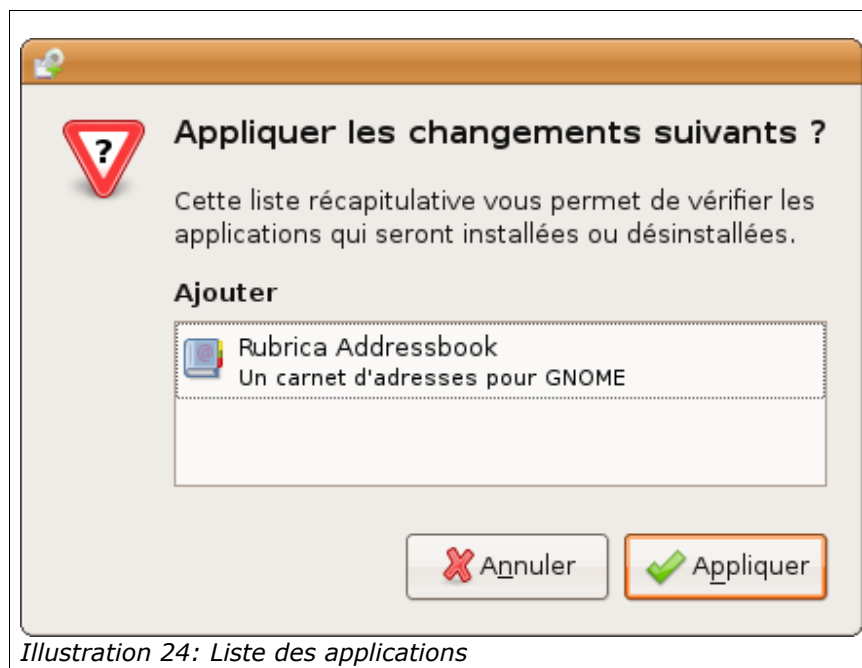 ?
Appliquer les changements suivants ?
Cette liste récapitulative vous permet de vérifier les
applications qui seront installées ou désinstallées.
Ajouter
@
Rubrica Addressbook
Un carnet d'adresses pour GNOME
Annuler
Appliquer
Illustration 24: Liste des applications